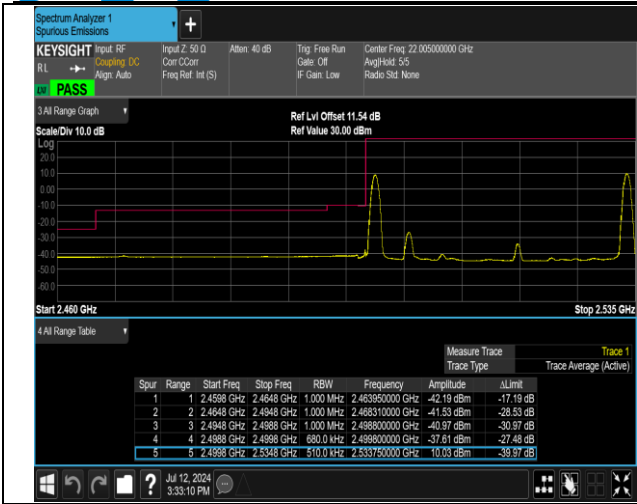 Spectrum Analyzer 1
Spurious Emissions
+
KEYSIGHT Input: RF Input Z: 50 Ω Atten: 40 dB Trig: Free Run Center Freq: 22.005000000 GHz
RL Coupling: DC Corr CCorr Gate: Off Avg|Hold: 5/5
Align: Auto Freq Ref: Int (S) IF Gain: Low Radio Std: None
PASS
3 All Range Graph
Ref Lvl Offset 11.54 dB
Scale/Div 10.0 dB Ref Value 30.00 dBm
Log
20.0
10.0
0.00
-10.0
-20.0
-30.0
-40.0
-50.0
-60.0
Start 2.460 GHz Stop 2.535 GHz
4 All Range Table
Measure Trace Trace 1
Trace Type Trace Average (Active)
Spur Range Start Freq Stop Freq RBW Frequency Amplitude ΔLimit
1 1 2.4598 GHz 2.4648 GHz 1.000 MHz 2.463950000 GHz -42.19 dBm -17.19 dB
2 2 2.4648 GHz 2.4948 GHz 1.000 MHz 2.468310000 GHz -41.53 dBm -28.53 dB
3 3 2.4948 GHz 2.4988 GHz 1.000 MHz 2.498800000 GHz -40.97 dBm -30.97 dB
4 4 2.4988 GHz 2.4998 GHz 680.0 kHz 2.499800000 GHz -37.61 dBm -27.48 dB
5 5 2.4998 GHz 2.5348 GHz 510.0 kHz 2.533750000 GHz 10.03 dBm -39.97 dB
? Jul 12, 2024
3:33:10 PM